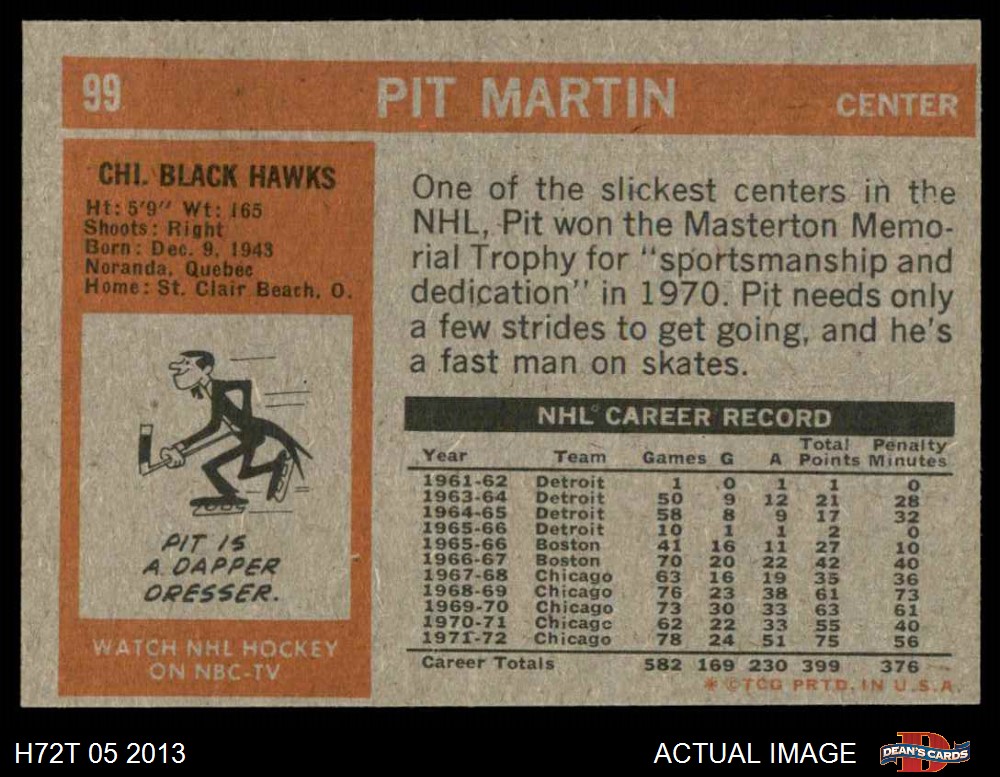 99 PIT MARTIN CENTER
CHI. BLACK HAWKS
Ht: 5'9" Wt: 165
Shoots: Right
Born: Dec. 9, 1943
Noranda, Quebec
Home: St. Clair Beach, O.
PIT IS
A DAPPER
DRESSER.
WATCH NHL HOCKEY
ON NBC-TV
One of the slickest centers in the
NHL, Pit won the Masterton Memo-
rial Trophy for "sportsmanship and
dedication" in 1970. Pit needs only
a few strides to get going, and he's
a fast man on skates.
NHL CAREER RECORD
Year Team Games G A Total Points Penalty Minutes
1961-62 Detroit 1 0 1 1 0
1963-64 Detroit 50 9 12 21 28
1964-65 Detroit 58 8 9 17 32
1965-66 Detroit 10 1 1 2 0
1965-66 Boston 41 16 11 27 10
1966-67 Boston 70 20 22 42 40
1967-68 Chicago 63 16 19 35 36
1968-69 Chicago 76 23 38 61 73
1969-70 Chicago 73 30 33 63 61
1970-71 Chicago 62 22 33 55 40
1971-72 Chicago 78 24 51 75 56
Career Totals 582 169 230 399 376
* ©TCG PRTD. IN U.S.A.
H72T 05 2013 ACTUAL IMAGE DEAN'S CARDS